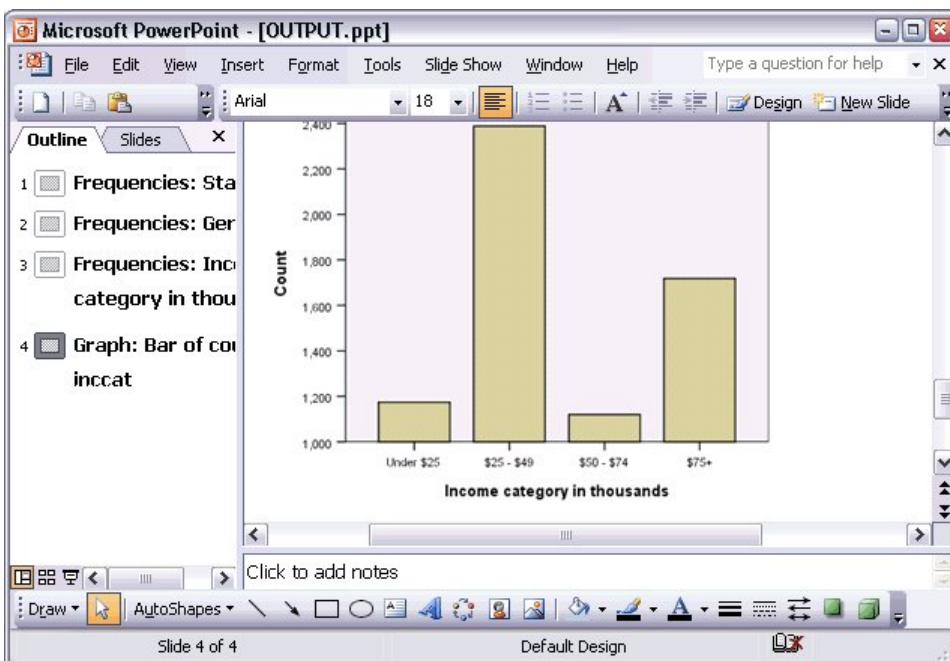 Microsoft PowerPoint - [OUTPUT.ppt]
File Edit View Insert Format Tools Slide Show Window Help Type a question for help
Arial 18 A Design New Slide
Outline Slides
1 Frequencies: Sta
2 Frequencies: Ger
3 Frequencies: Inc
category in thou
4 Graph: Bar of cou
inccat
2,400
2,200
2,000
1,800
1,600
1,400
1,200
1,000
Count
Under $25 $25 - $49 $50 - $74 $75+
Income category in thousands
Click to add notes
Draw AutoShapes A
Slide 4 of 4 Default Design